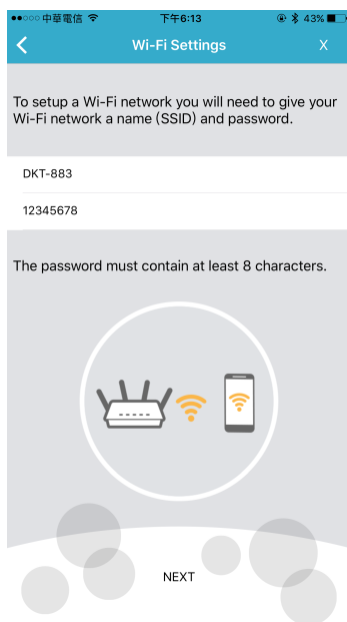 中華電信 下午6:13 43%
Wi-Fi Settings X
To setup a Wi-Fi network you will need to give your
Wi-Fi network a name (SSID) and password.
DKT-883
12345678
The password must contain at least 8 characters.
NEXT